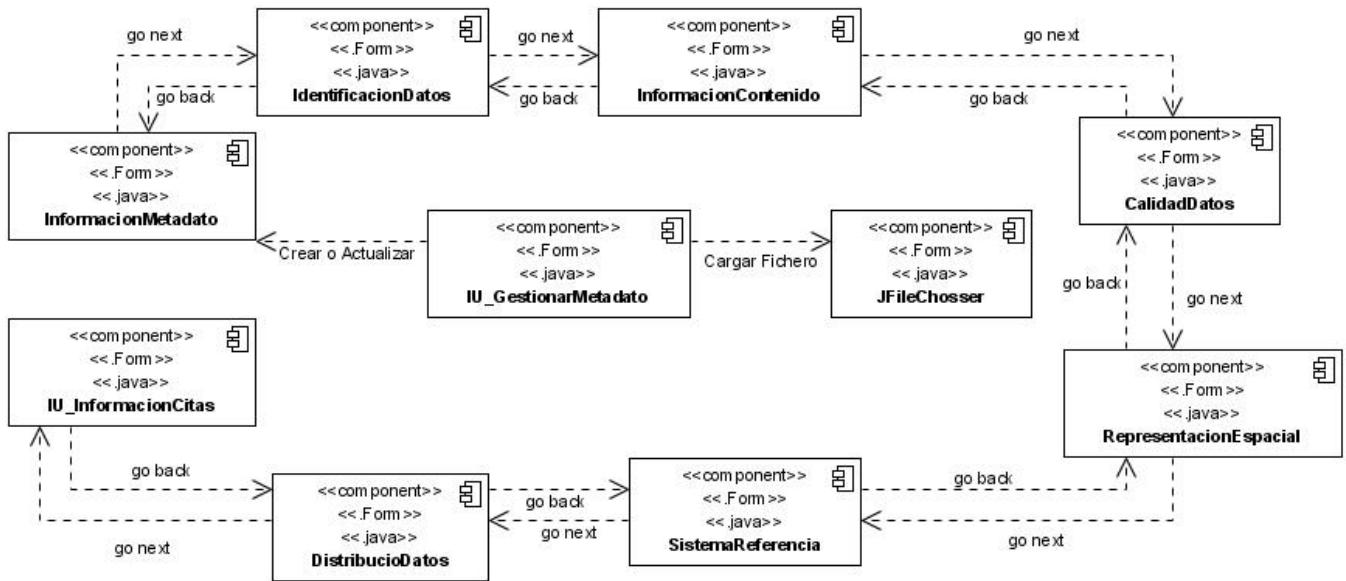 <<component>>
<<.Form>>
<<.java>>
IdentificacionDatos
<<component>>
<<.Form>>
<<.java>>
InformacionContenido
go next
go next
go next
go back
go back
go back
<<component>>
<<.Form>>
<<.java>>
InformacionMetadato
<<component>>
<<.Form>>
<<.java>>
CalidadDatos
<<component>>
<<.Form>>
<<.java>>
IU_GestionarMetadato
<<component>>
<<.Form>>
<<.java>>
JFileChosser
Crear o Actualizar
Cargar Fichero
go back
go next
<<component>>
<<.Form>>
<<.java>>
IU_InformacionCitas
<<component>>
<<.Form>>
<<.java>>
RepresentacionEspacial
go back
<<component>>
<<.Form>>
<<.java>>
DistribucioDatos
go back
go next
<<component>>
<<.Form>>
<<.java>>
SistemaReferencia
go back
go next
go next